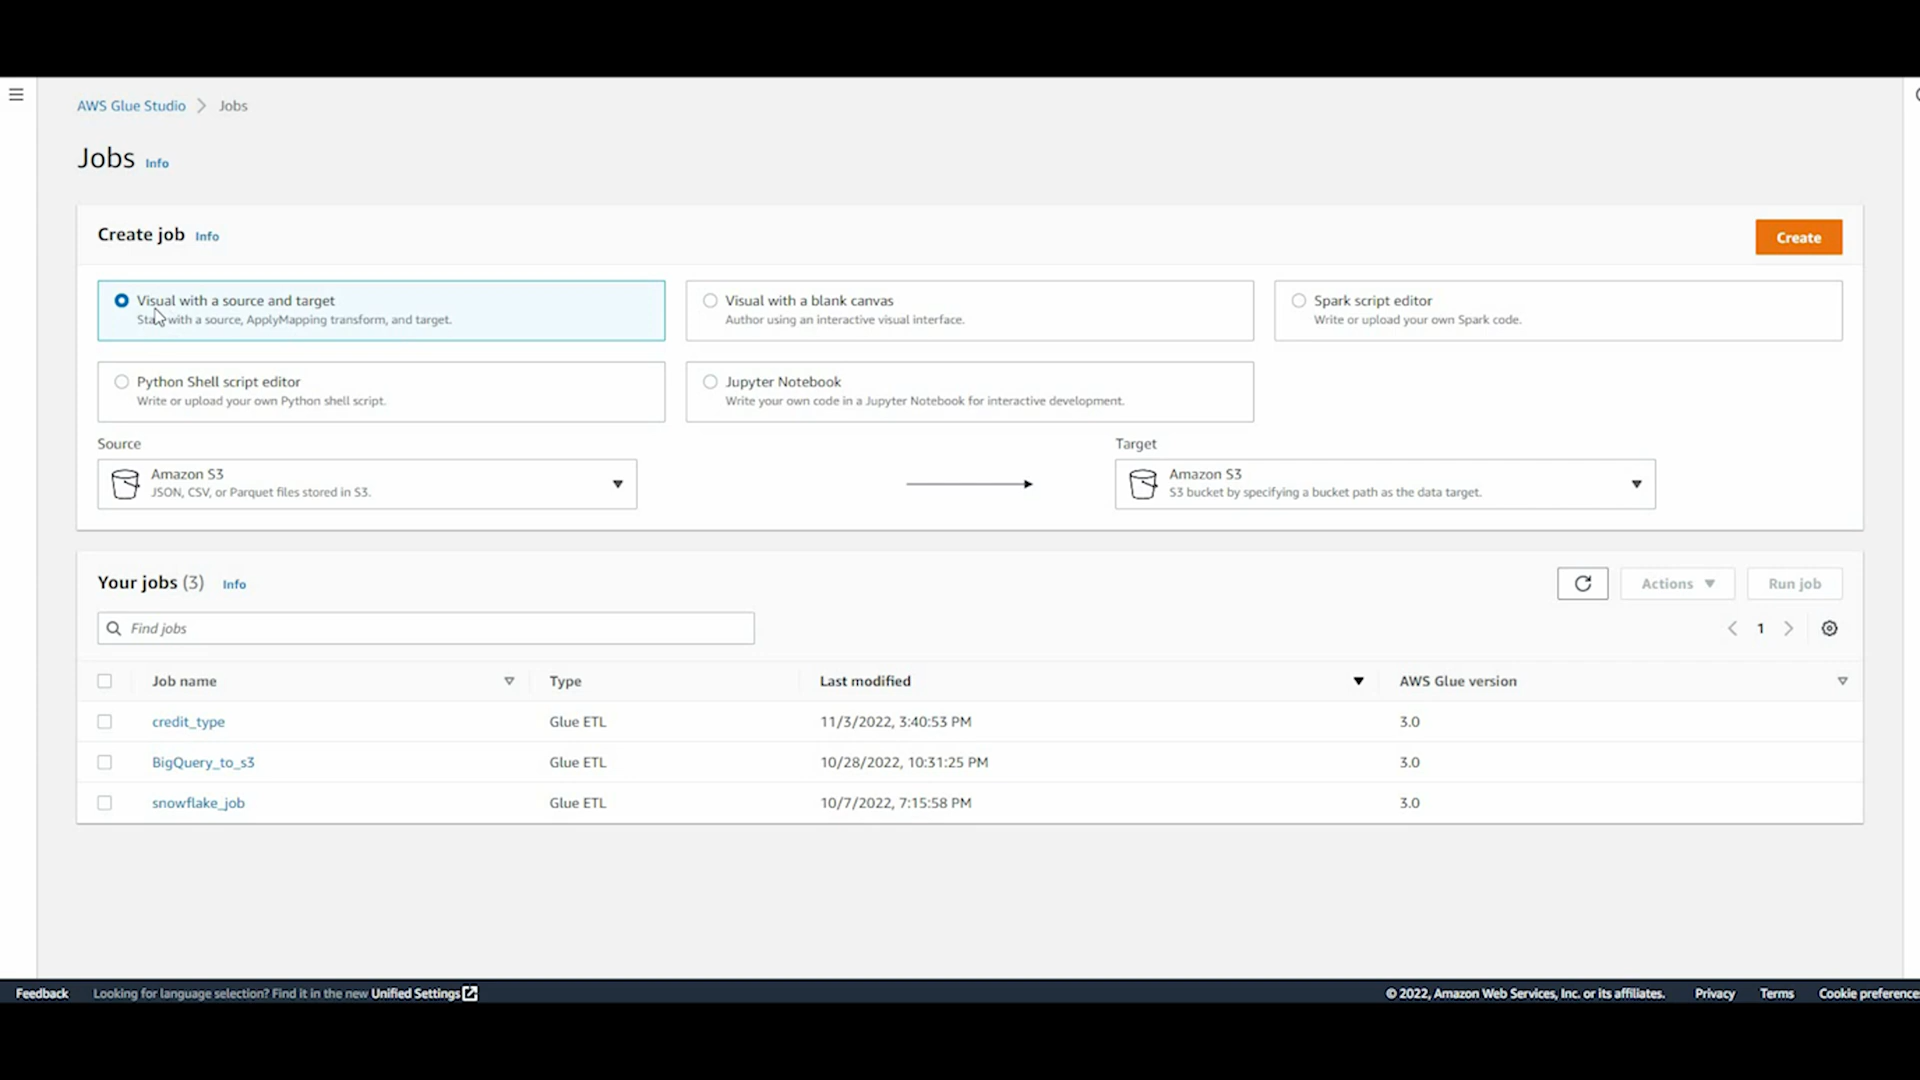 AWS Glue Studio > Jobs
Jobs Info
Create job Info
Create
Visual with a source and target
Start with a source, ApplyMapping transform, and target.
Visual with a blank canvas
Author using an interactive visual interface.
Spark script editor
Write or upload your own Spark code.
Python Shell script editor
Write or upload your own Python shell script.
Jupyter Notebook
Write your own code in a Jupyter Notebook for interactive development.
Source
Target
Amazon S3
JSON, CSV, or Parquet files stored in S3.
Amazon S3
S3 bucket by specifying a bucket path as the data target.
Your jobs (3) Info
Actions
Run job
Find jobs
1
Job name Type Last modified AWS Glue version
credit_type Glue ETL 11/3/2022, 3:40:53 PM 3.0
BigQuery_to_s3 Glue ETL 10/28/2022, 10:31:25 PM 3.0
snowflake_job Glue ETL 10/7/2022, 7:15:58 PM 3.0
Feedback Looking for language selection? Find it in the new Unified Settings © 2022, Amazon Web Services, Inc. or its affiliates. Privacy Terms Cookie preference